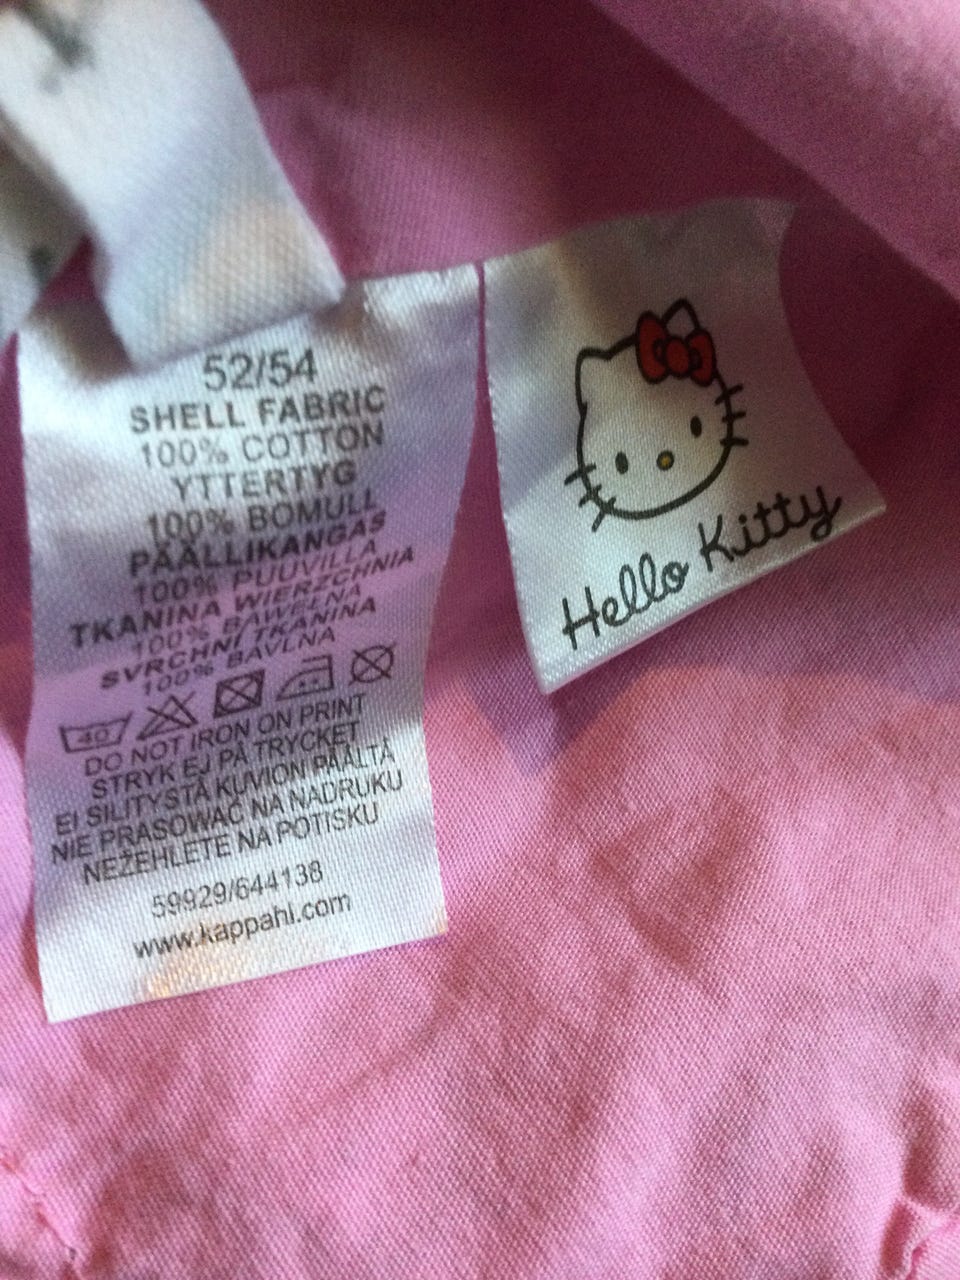 52/54
SHELL FABRIC
100% COTTON
YTTERTYG
100% BOMULL
PÄÄLLIKANGAS
100% PUUVILLA
TKANINA WIERZCHNIA
100% BAWEŁNA
SVRCHNI TKANINA
100% BAVLNA
40
DO NOT IRON ON PRINT
STRYK EJ PÅ TRYCKET
EI SILITYSTÄ KUVION PÄÄLTÄ
NIE PRASOWAĆ NA NADRUKU
NEŽEHLETE NA POTISKU
59929/644138
www.kappahl.com
Hello Kitty